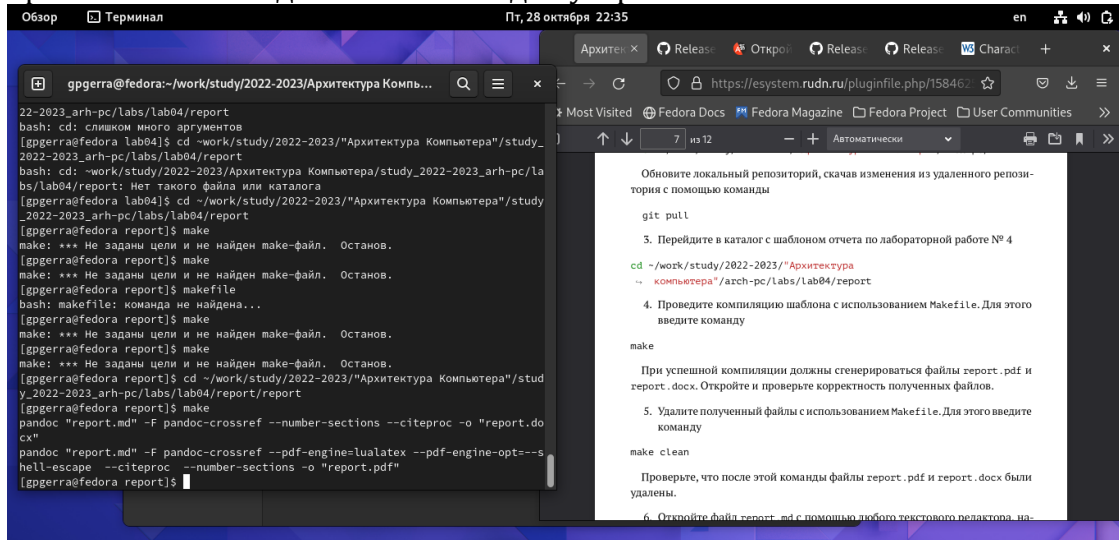 Обзор
Терминал
Пт, 28 октября 22:35
en
gpgerra@fedora:~/work/study/2022-2023/Архитектура Компь...
22-2023_arh-pc/labs/lab04/report
bash: cd: слишком много аргументов
[gpgerra@fedora lab04]$ cd ~work/study/2022-2023/"Архитектура Компьютера"/study_
2022-2023_arh-pc/labs/lab04/report
bash: cd: ~work/study/2022-2023/Архитектура Компьютера/study_2022-2023_arh-pc/la
bs/lab04/report: Нет такого файла или каталога
[gpgerra@fedora lab04]$ cd ~/work/study/2022-2023/"Архитектура Компьютера"/study
_2022-2023_arh-pc/labs/lab04/report
[gpgerra@fedora report]$ make
make: *** Не заданы цели и не найден make-файл.  Останов.
[gpgerra@fedora report]$ make
make: *** Не заданы цели и не найден make-файл.  Останов.
[gpgerra@fedora report]$ makefile
bash: makefile: команда не найдена...
[gpgerra@fedora report]$ make
make: *** Не заданы цели и не найден make-файл.  Останов.
[gpgerra@fedora report]$ make
make: *** Не заданы цели и не найден make-файл.  Останов.
[gpgerra@fedora report]$ cd ~/work/study/2022-2023/"Архитектура Компьютера"/stud
y_2022-2023_arh-pc/labs/lab04/report/report
[gpgerra@fedora report]$ make
pandoc "report.md" -F pandoc-crossref --number-sections --citeproc -o "report.do
cx"
pandoc "report.md" -F pandoc-crossref --pdf-engine=lualatex --pdf-engine-opt=--s
hell-escape  --citeproc  --number-sections -o "report.pdf"
[gpgerra@fedora report]$
Архитек
Release
Открой
Release
Release
W3 Charact
https://esystem.rudn.ru/pluginfile.php/158462
Most Visited
Fedora Docs
Fedora Magazine
Fedora Project
User Communities
7 из 12
Автоматически
Обновите локальный репозиторий, скачав изменения из удаленного репози-
тория с помощью команды
git pull
3. Перейдите в каталог с шаблоном отчета по лабораторной работе № 4
cd ~/work/study/2022-2023/"Архитектура
↪ компьютера"/arch-pc/labs/lab04/report
4. Проведите компиляцию шаблона с использованием Makefile. Для этого
введите команду
make
При успешной компиляции должны сгенерироваться файлы report.pdf и
report.docx. Откройте и проверьте корректность полученных файлов.
5. Удалите полученный файлы с использованием Makefile. Для этого введите
команду
make clean
Проверьте, что после этой команды файлы report.pdf и report.docx были
удалены.
6. Откройте файл report.md с помощью любого текстового редактора, на-